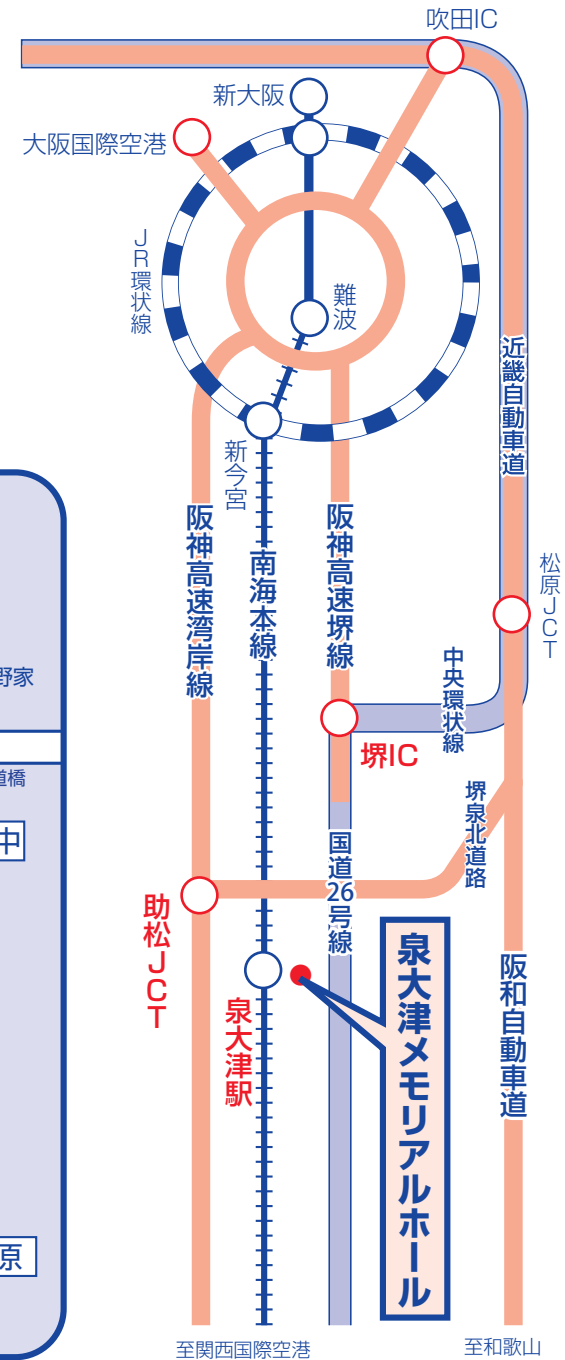 吹田IC
新大阪
大阪国際空港
JR環状線
難波
近畿自動車道
新今宮
阪神高速湾岸線
南海本線
阪神高速堺線
松原JCT
中央環状線
野家
堺IC
道橋
堺泉北道路
中
国道26号線
助松JCT
泉大津駅
泉大津メモリアルホール
阪和自動車道
原
至関西国際空港
至和歌山